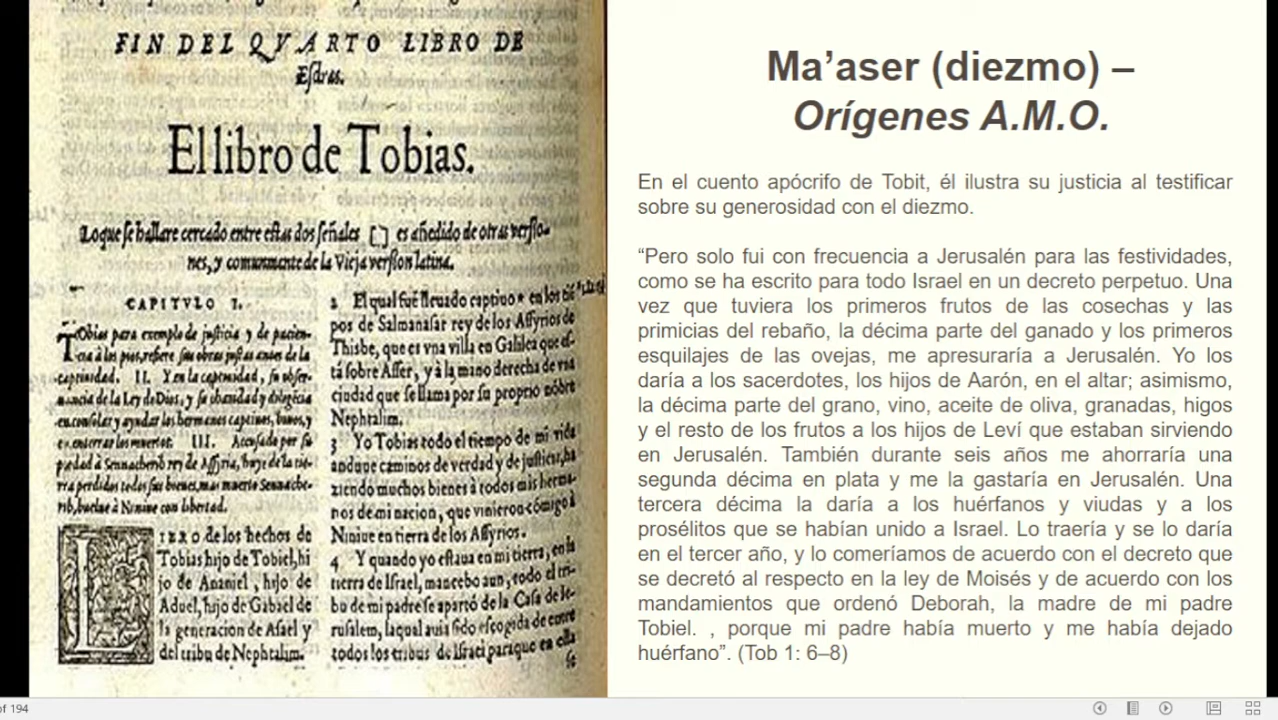 FIN DEL QVARTO LIBRO DE
Eſdras.
El libro de Tobias.
Lo que ſe hallare cercado entre eſtas dos ſeñales [ ] es añedido de otras verſio-
nes, y comunmente de la Vieja verſion latina.
CAPITVLO I.
TObias para exemplo de juſticia y de pacien-
cia à los pios, refiere ſus obras juſtas antes de la
captiuidad. II. Y en la captiuidad, ſu obſer-
uancia de la Ley de Dios, y ſu charidad y diligẽcia
en conſolar y ayudar los hermanos captiuos, biuos, y
en enterrar los muertos. III. Accuſado por ſu
piedad à Sennacherib rey de Aſſyria, huye de la tie-
rra perdidos todos ſus bienes, mas muerto Sennache-
rib, buelue à Niniue con libertad.
LIBRO de los hechos de
Tobias hijo de Tobiel, hi
jo de Ananiel, hijo de
Aduel, hijo de Gabael de
la generacion de Aſael y
del tribu de Nephtalim.
2 El qual fue lleuado captiuo * en los tiẽ
pos de Salmanaſar rey de los Aſſyrios de
Thisbe, que es vna villa en Galilea que eſ-
tá ſobre Aſſer, y à la mano derecha de vna
ciudad que ſe llama por ſu proprio nõbre
Nephtalim.
3 Yo Tobias todo el tiempo de mi vida
anduue caminos de verdad y de juſticia, ha
ziendo muchos bienes à todos mis herma-
nos de mi nacion, que vinieron cõmigo à
Niniue en tierra de los Aſſyrios.
4 Y quando yo eſtaua en mi tierra, en la
tierra de Iſrael, mancebo aun, todo el tri-
bu de mi padre ſe apartó de la Caſa de Ie-
ruſalem, laqual auia ſido eſcogida de entre
todos los tribus de Iſrael paraque en ella
ſe
Ma’aser (diezmo) –
Orígenes A.M.O.
En el cuento apócrifo de Tobit, él ilustra su justicia al testificar
sobre su generosidad con el diezmo.
“Pero solo fui con frecuencia a Jerusalén para las festividades,
como se ha escrito para todo Israel en un decreto perpetuo. Una
vez que tuviera los primeros frutos de las cosechas y las
primicias del rebaño, la décima parte del ganado y los primeros
esquilajes de las ovejas, me apresuraría a Jerusalén. Yo los
daría a los sacerdotes, los hijos de Aarón, en el altar; asimismo,
la décima parte del grano, vino, aceite de oliva, granadas, higos
y el resto de los frutos a los hijos de Leví que estaban sirviendo
en Jerusalén. También durante seis años me ahorraría una
segunda décima en plata y me la gastaría en Jerusalén. Una
tercera décima la daría a los huérfanos y viudas y a los
prosélitos que se habían unido a Israel. Lo traería y se lo daría
en el tercer año, y lo comeríamos de acuerdo con el decreto que
se decretó al respecto en la ley de Moisés y de acuerdo con los
mandamientos que ordenó Deborah, la madre de mi padre
Tobiel. , porque mi padre había muerto y me había dejado
huérfano”. (Tob 1: 6–8)
of 194